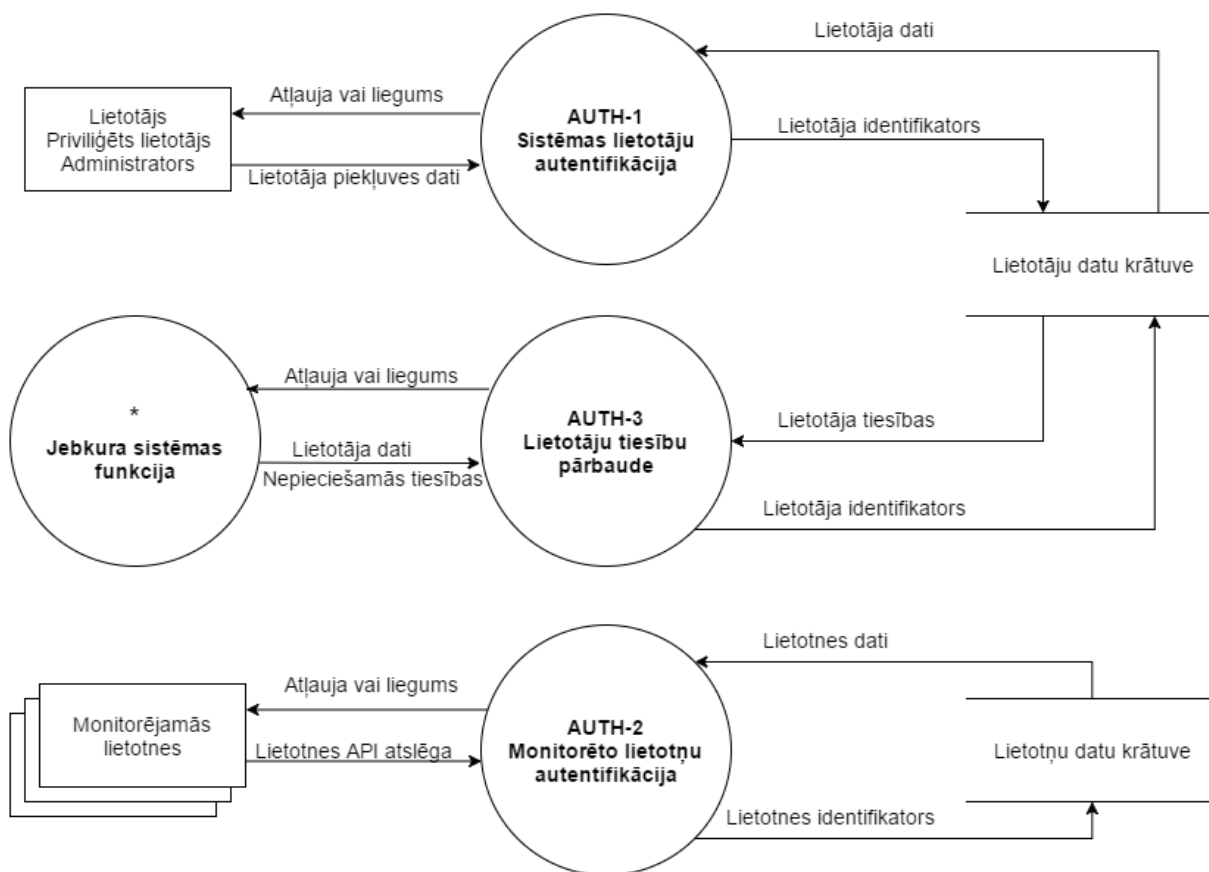 Lietotāja dati
Atļauja vai liegums
Lietotājs
Priviliģēts lietotājs
Administrators
AUTH-1
Sistēmas lietotāju
autentifikācija
Lietotāja identifikators
Lietotāja piekļuves dati
Lietotāju datu krātuve
Atļauja vai liegums
*
Jebkura sistēmas
funkcija
AUTH-3
Lietotāju tiesību
pārbaude
Lietotāja tiesības
Lietotāja dati
Nepieciešamās tiesības
Lietotāja identifikators
Lietotnes dati
Atļauja vai liegums
Monitorējamās
lietotnes
AUTH-2
Monitorēto lietotņu
autentifikācija
Lietotnes API atslēga
Lietotņu datu krātuve
Lietotnes identifikators